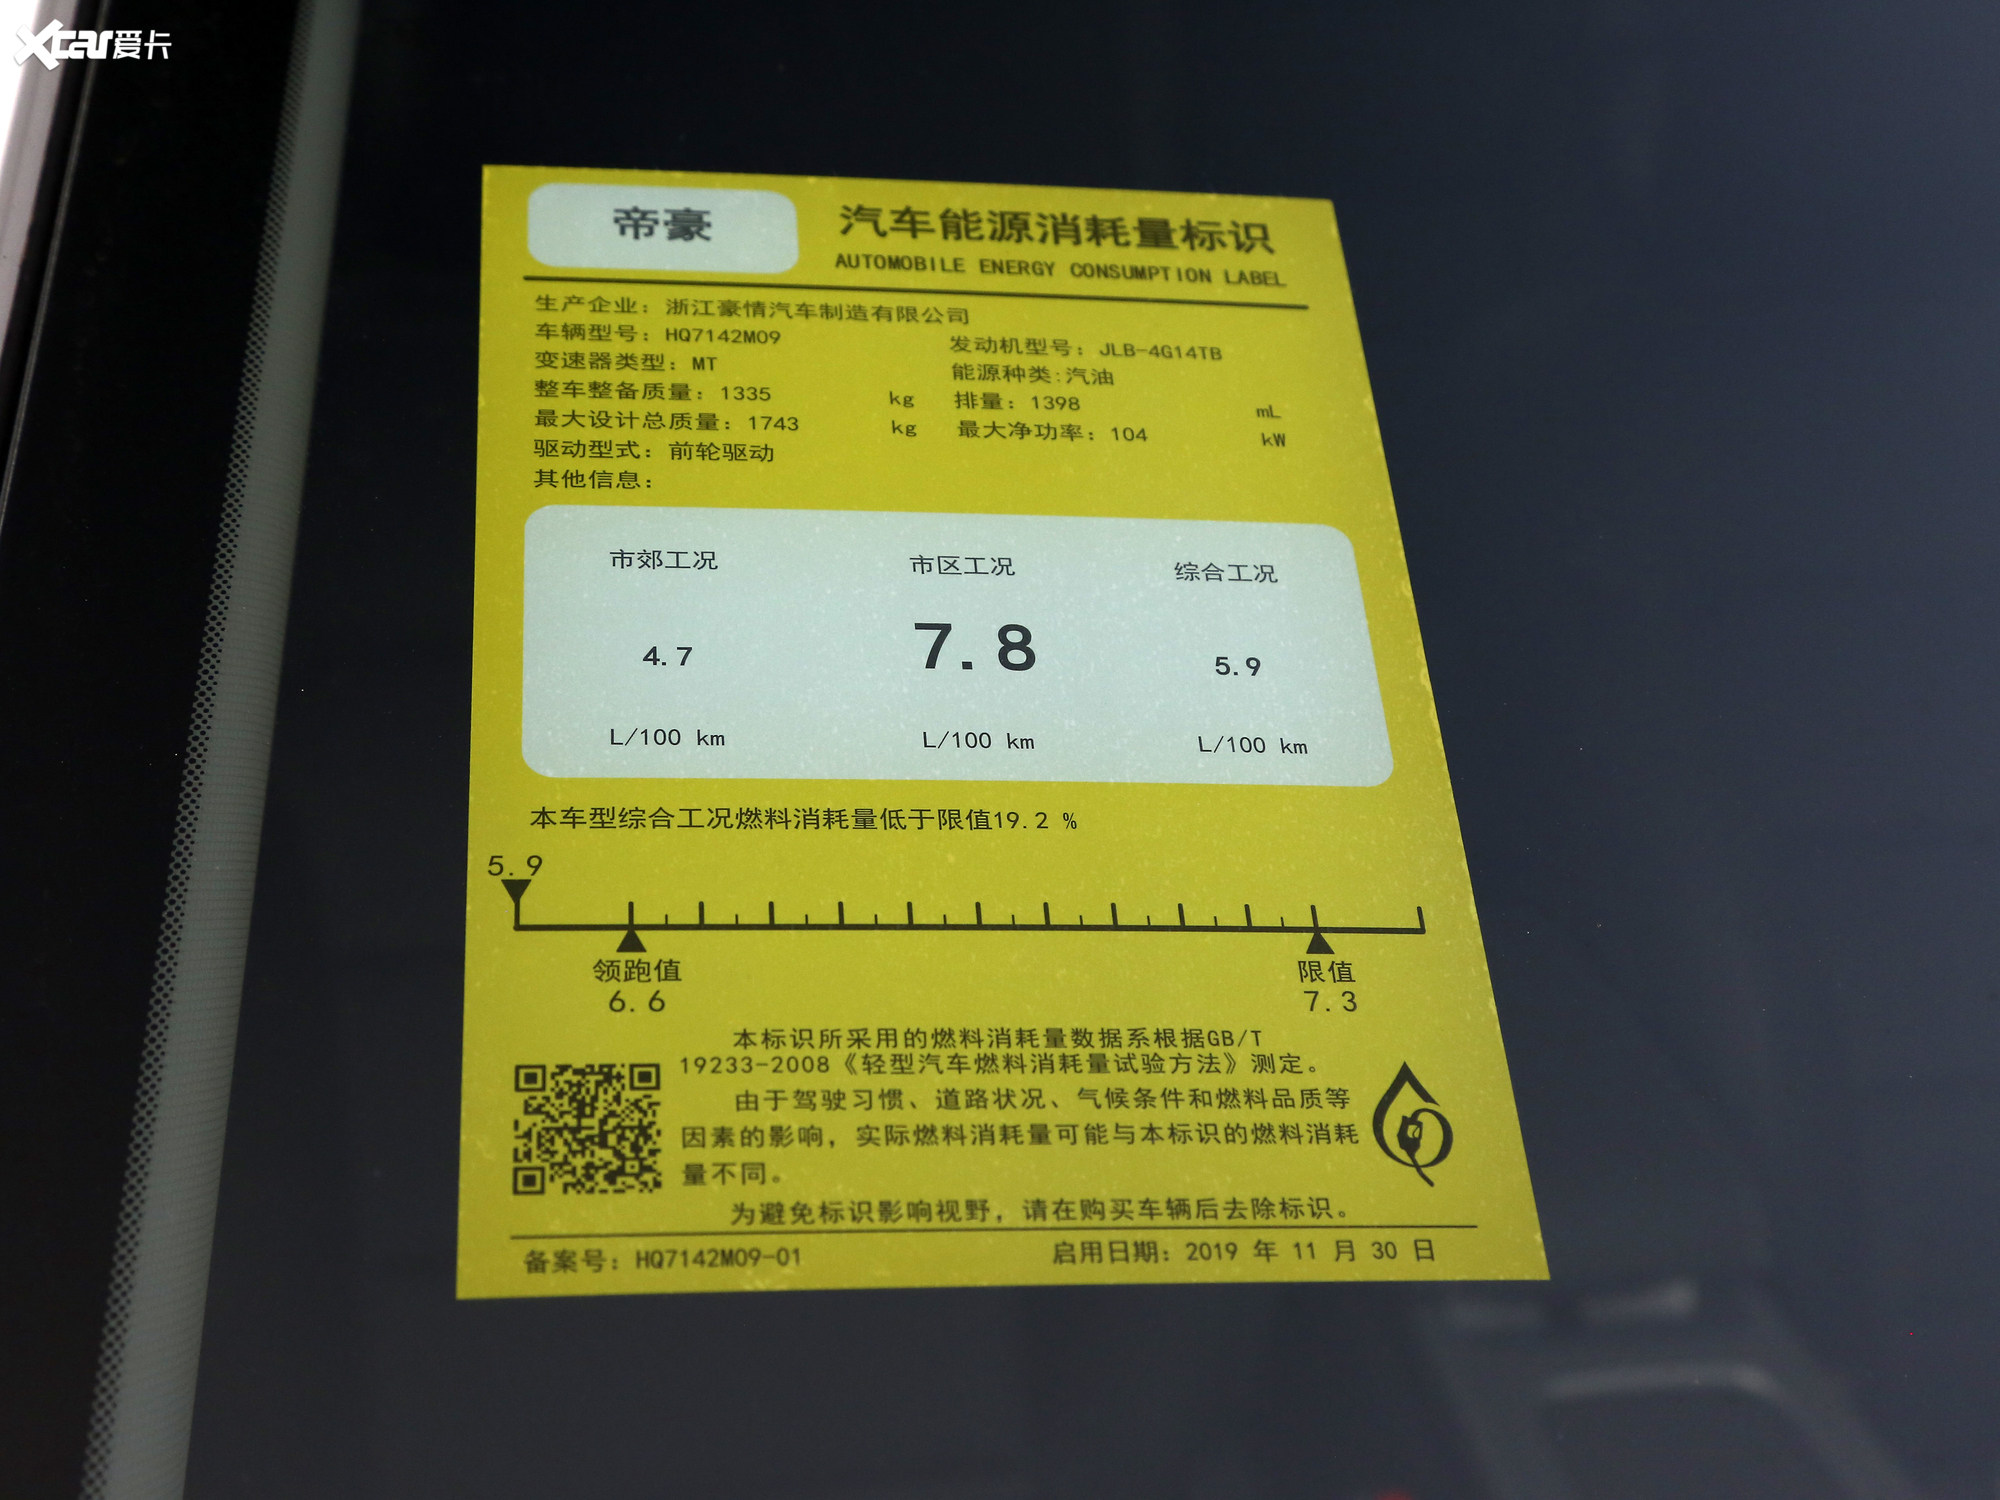 Xcar爱卡
帝豪
汽车能源消耗量标识
AUTOMOBILE ENERGY CONSUMPTION LABEL
生产企业：浙江豪情汽车制造有限公司
车辆型号：HQ7142M09 发动机型号：JLB-4G14TB
变速器类型：MT 能源种类：汽油
整车整备质量：1335 kg 排量：1398 mL
最大设计总质量：1743 kg 最大净功率：104 kW
驱动型式：前轮驱动
其他信息：
市郊工况 市区工况 综合工况
4.7 7.8 5.9
L/100 km L/100 km L/100 km
本车型综合工况燃料消耗量低于限值19.2 %
5.9
领跑值 限值
6.6 7.3
本标识所采用的燃料消耗量数据系根据GB/T
19233-2008《轻型汽车燃料消耗量试验方法》测定。
由于驾驶习惯、道路状况、气候条件和燃料品质等
因素的影响，实际燃料消耗量可能与本标识的燃料消耗
量不同。
为避免标识影响视野，请在购买车辆后去除标识。
备案号：HQ7142M09-01 启用日期：2019 年 11 月 30 日